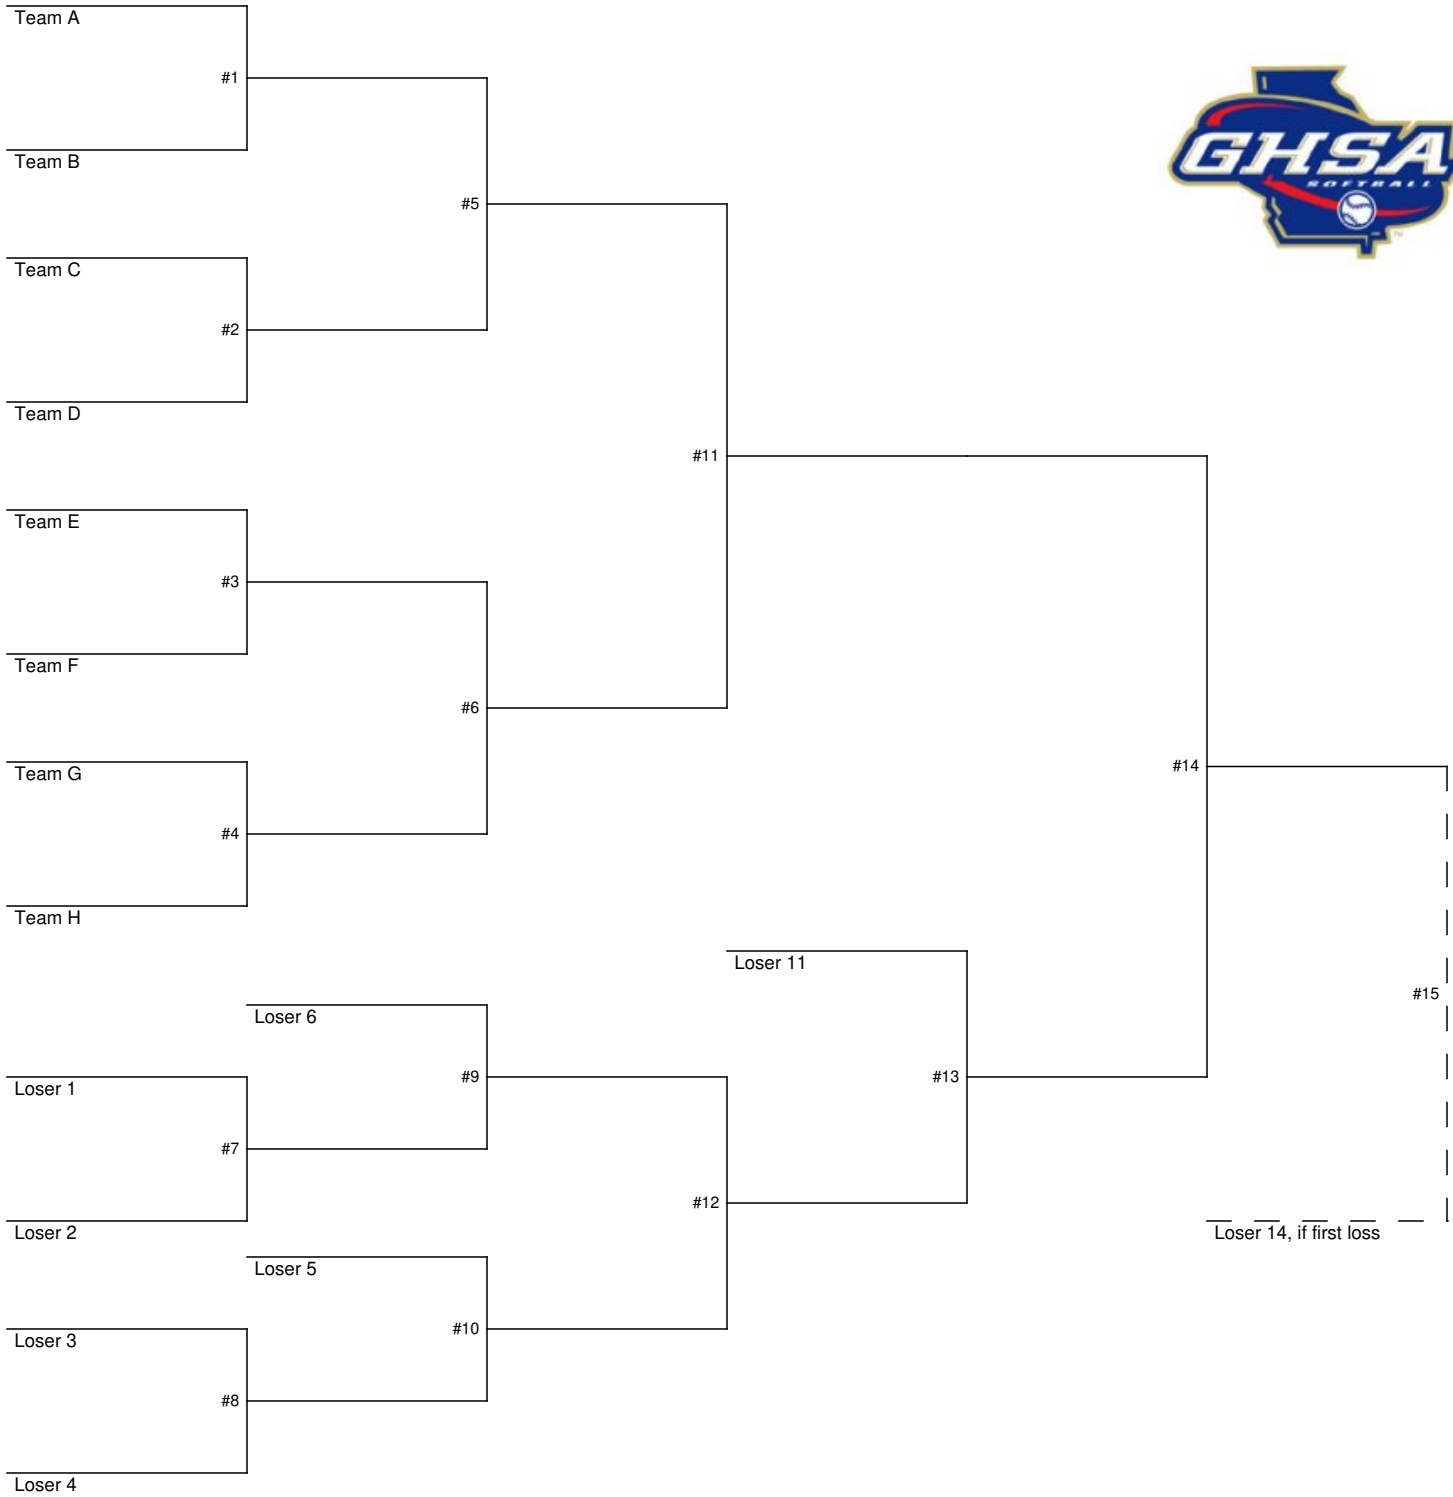 Team A
#1
Team B
#5
Team C
#2
Team D
#11
Team E
#3
Team F
#6
Team G
#14
#4
Team H
Loser 11
#15
Loser 6
Loser 1
#9
#13
#7
#12
Loser 2
Loser 14, if first loss
Loser 5
Loser 3
#10
#8
Loser 4
GHSA
SOFTBALL
TM